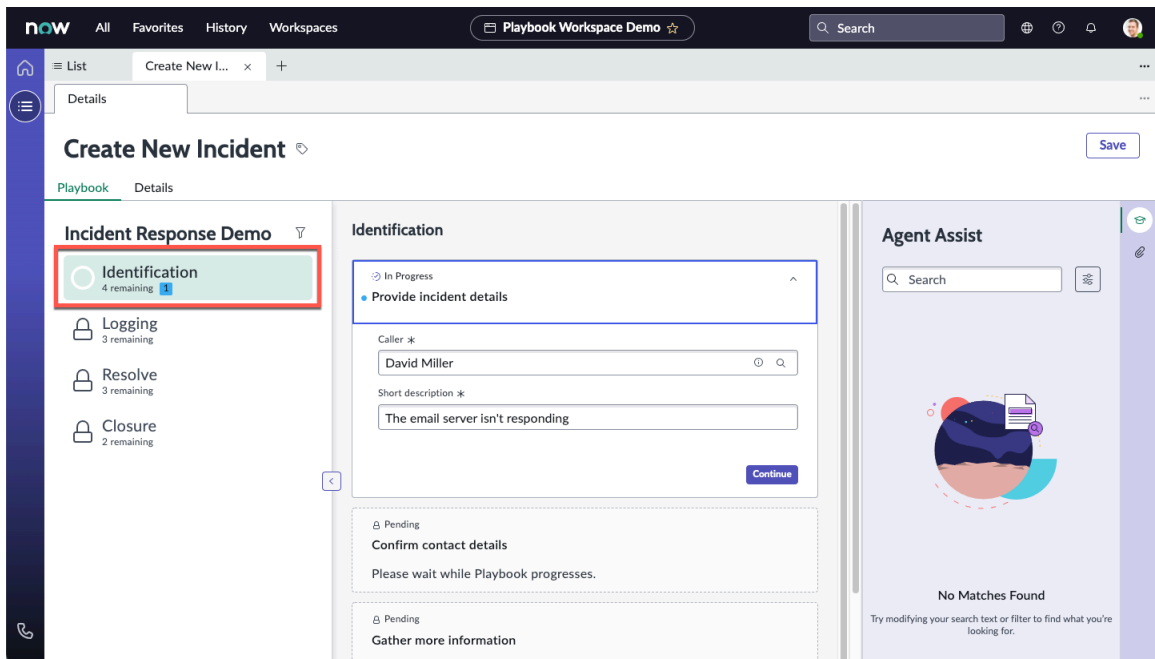 now All Favorites History Workspaces Playbook Workspace Demo Search
List Create New I... × +
Details
Create New Incident Save
Playbook Details
Incident Response Demo
Identification
4 remaining 1
Logging
3 remaining
Resolve
3 remaining
Closure
2 remaining
Identification
In Progress
Provide incident details
Caller *
David Miller
Short description *
The email server isn't responding
Continue
Pending
Confirm contact details
Please wait while Playbook progresses.
Pending
Gather more information
Agent Assist
Search
No Matches Found
Try modifying your search text or filter to find what you're
looking for.